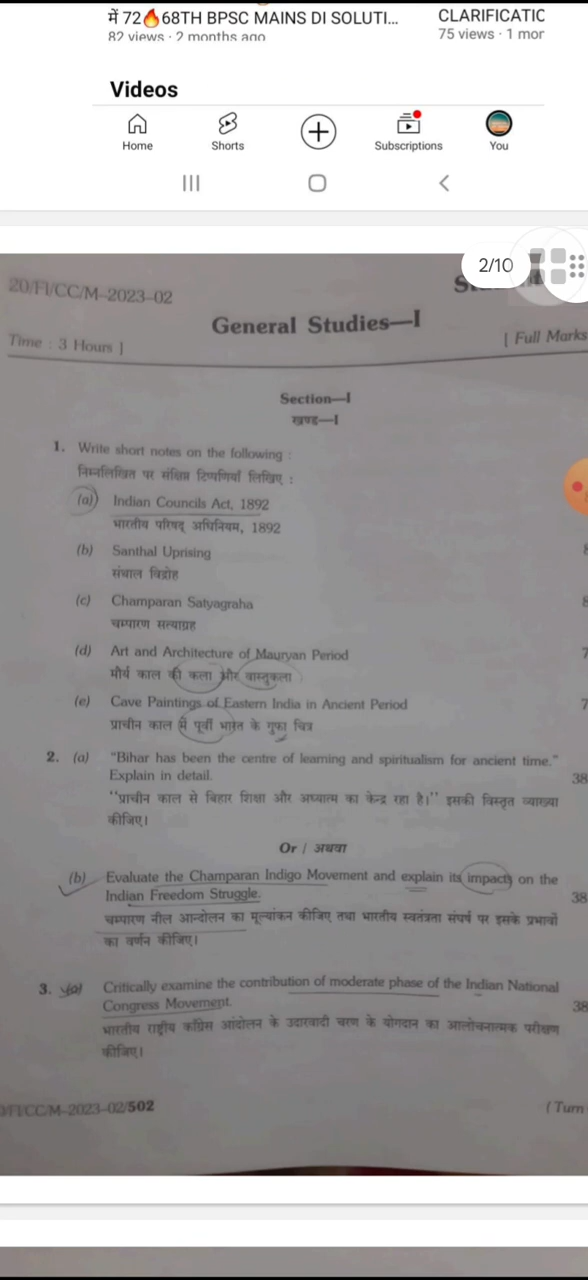 में 72🔥68TH BPSC MAINS DI SOLUTI...
82 views · 2 months ago
CLARIFICATIC
75 views · 1 mor
Videos
Home
Shorts
Subscriptions
You
2/10
20/FI/CC/M-2023-02
General Studies—I
Time : 3 Hours ]
[ Full Marks
Section—I
खण्ड—I
1. Write short notes on the following :
निम्नलिखित पर संक्षिप्त टिप्पणियाँ लिखिए :
(a) Indian Councils Act, 1892
भारतीय परिषद् अधिनियम, 1892
(b) Santhal Uprising 8
संथाल विद्रोह
(c) Champaran Satyagraha 8
चम्पारण सत्याग्रह
(d) Art and Architecture of Mauryan Period 7
मौर्य काल की कला और वास्तुकला
(e) Cave Paintings of Eastern India in Ancient Period 7
प्राचीन काल में पूर्वी भारत के गुफा चित्र
2. (a) "Bihar has been the centre of learning and spiritualism for ancient time."
Explain in detail. 38
"प्राचीन काल से बिहार शिक्षा और अध्यात्म का केन्द्र रहा है।" इसकी विस्तृत व्याख्या
कीजिए।
Or / अथवा
(b) Evaluate the Champaran Indigo Movement and explain its impacts on the
Indian Freedom Struggle. 38
चम्पारण नील आन्दोलन का मूल्यांकन कीजिए तथा भारतीय स्वतंत्रता संघर्ष पर इसके प्रभावों
का वर्णन कीजिए।
3. (a) Critically examine the contribution of moderate phase of the Indian National
Congress Movement. 38
भारतीय राष्ट्रीय काँग्रेस आंदोलन के उदारवादी चरण के योगदान का आलोचनात्मक परीक्षण
कीजिए।
/FI/CC/M-2023-02/502
( Turn